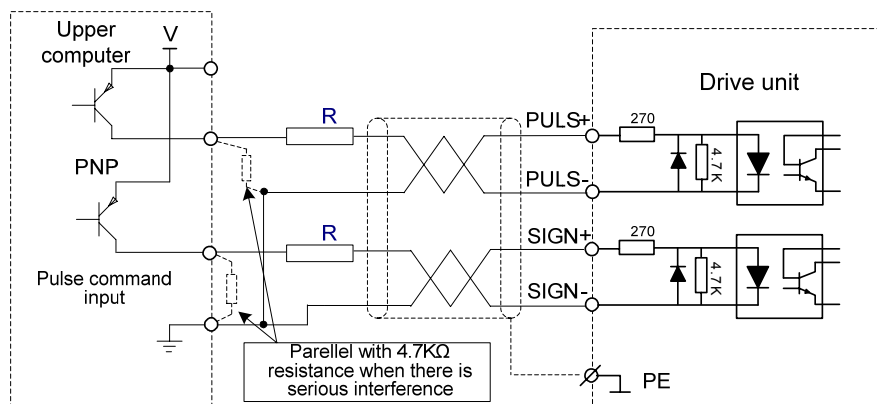 Upper
computer
V
PNP
Pulse command
input
R
R
Parellel with 4.7KΩ
resistance when there is
serious interference
PULS+
PULS-
SIGN+
SIGN-
PE
Drive unit
270
4.7K
270
4.7K